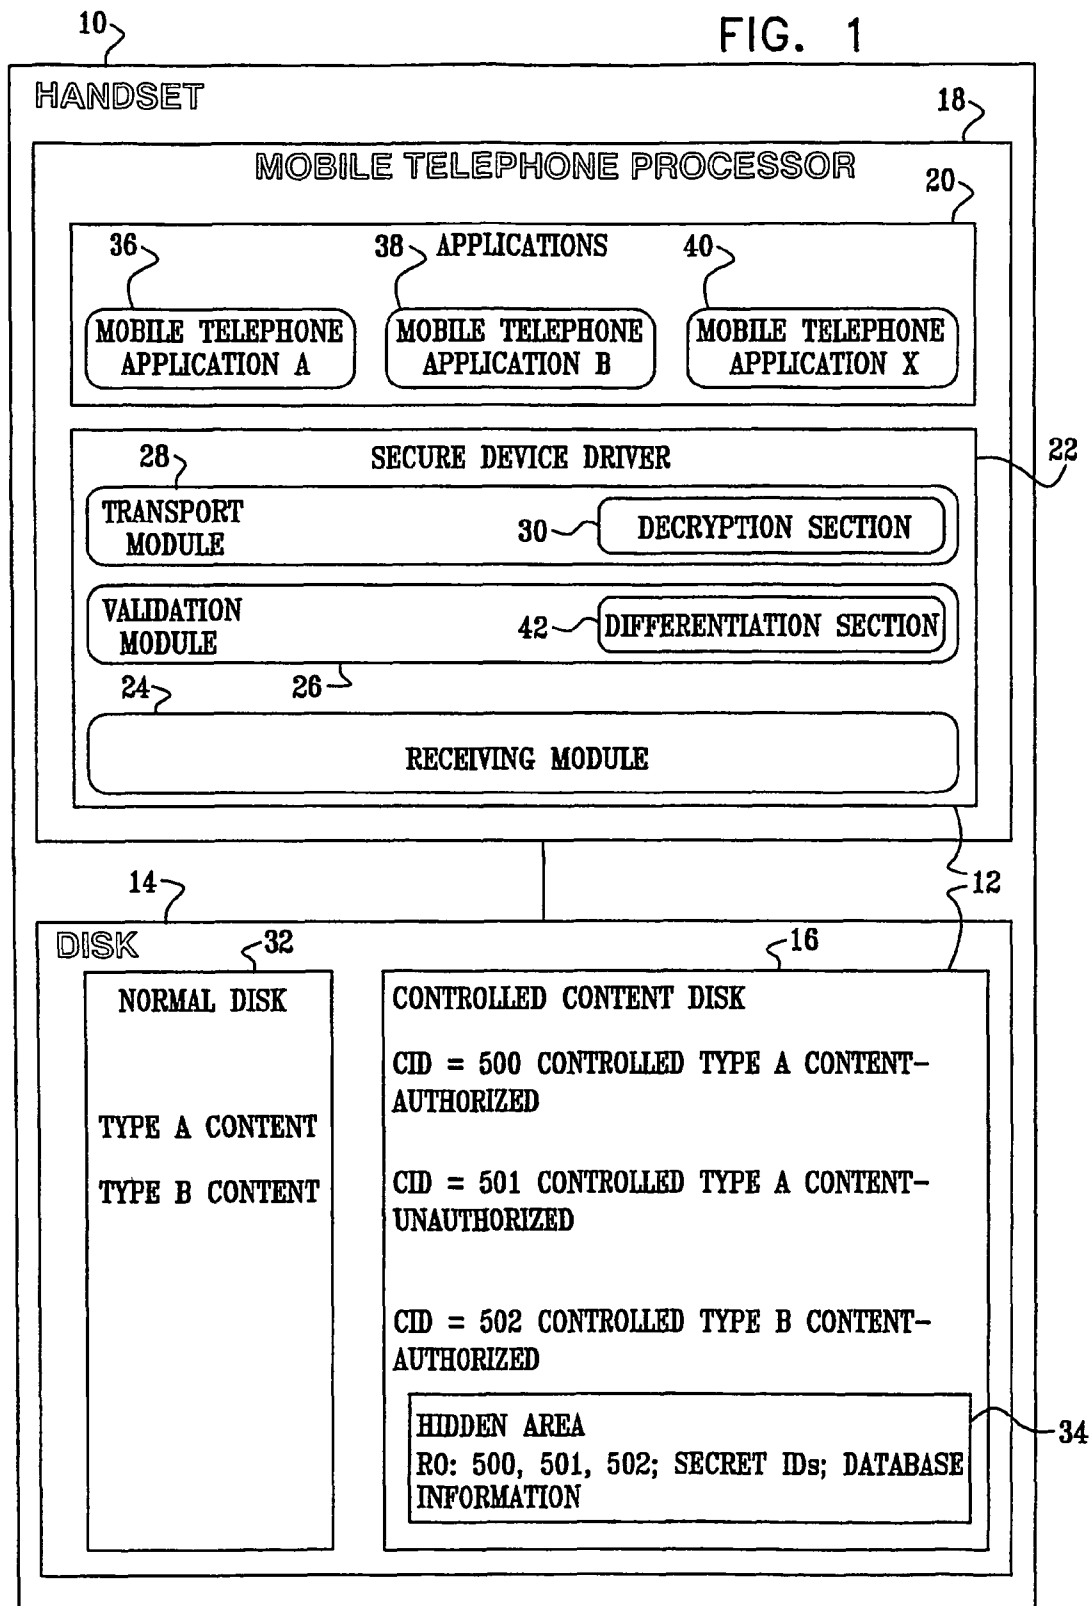 FIG. 1
10
HANDSET
18
MOBILE TELEPHONE PROCESSOR
20
36
38
APPLICATIONS
40
MOBILE TELEPHONE
APPLICATION A
MOBILE TELEPHONE
APPLICATION B
MOBILE TELEPHONE
APPLICATION X
SECURE DEVICE DRIVER
22
28
TRANSPORT
MODULE
30
DECRYPTION SECTION
VALIDATION
MODULE
42
DIFFERENTIATION SECTION
24
26
RECEIVING MODULE
14
12
DISK
32
16
NORMAL DISK
TYPE A CONTENT
TYPE B CONTENT
CONTROLLED CONTENT DISK
CID = 500 CONTROLLED TYPE A CONTENT-
AUTHORIZED
CID = 501 CONTROLLED TYPE A CONTENT-
UNAUTHORIZED
CID = 502 CONTROLLED TYPE B CONTENT-
AUTHORIZED
HIDDEN AREA
RO: 500, 501, 502; SECRET IDs; DATABASE
INFORMATION
34